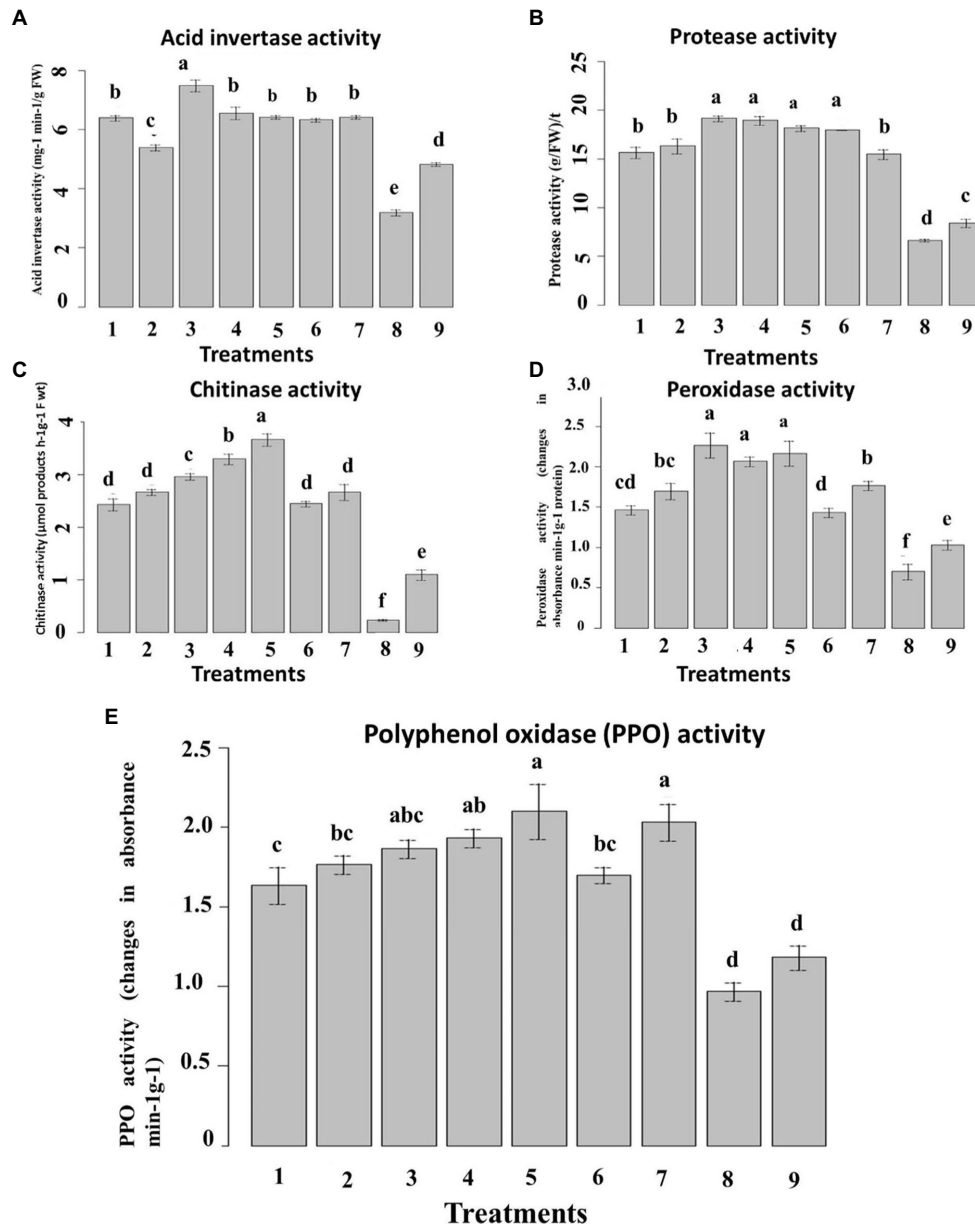 A
Acid invertase activity
Acid invertase activity (mg-1 min-1/g FW)
8
6
4
2
0
b
c
a
b
b
b
b
e
d
1 2 3 4 5 6 7 8 9
Treatments
B
Protease activity
Protease activity (g/FW)/t
25
20
15
10
5
0
b
b
a
a
a
a
b
d
c
1 2 3 4 5 6 7 8 9
Treatments
C
Chitinase activity
Chitinase activity (µmol products h-1g-1 F wt)
4
3
2
1
0
d
d
c
b
a
d
d
f
e
1 2 3 4 5 6 7 8 9
Treatments
D
Peroxidase activity
Peroxidase activity (changes in
absorbance min-1g-1 protein)
3.0
2.5
2.0
1.5
1.0
0.5
0
cd
bc
a
a
a
d
b
f
e
1 2 3 4 5 6 7 8 9
Treatments
E
Polyphenol oxidase (PPO) activity
PPO activity (changes in absorbance
min-1g-1)
2.5
2.0
1.5
1.0
0.5
0
c
bc
abc
ab
a
bc
a
d
d
1 2 3 4 5 6 7 8 9
Treatments